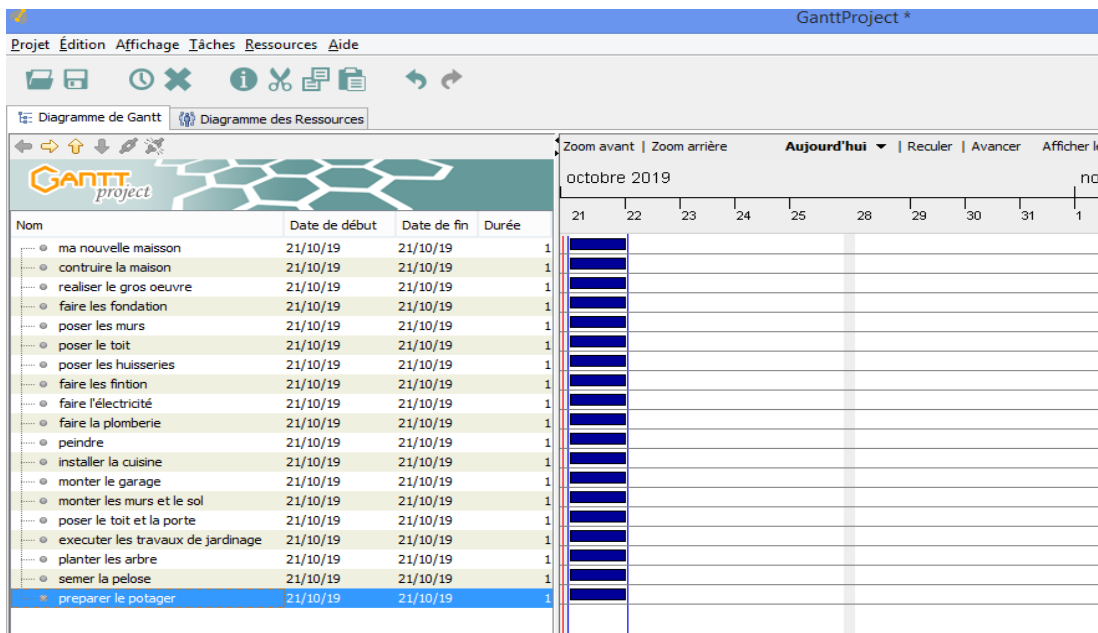 GanttProject *
Projet Édition Affichage Tâches Ressources Aide
Diagramme de Gantt Diagramme des Ressources
Zoom avant | Zoom arrière Aujourd'hui | Reculer | Avancer Afficher l
GANTT project
octobre 2019 no
Nom Date de début Date de fin Durée
21 22 23 24 25 28 29 30 31 1
ma nouvelle maisson 21/10/19 21/10/19 1
contruire la maison 21/10/19 21/10/19 1
realiser le gros oeuvre 21/10/19 21/10/19 1
faire les fondation 21/10/19 21/10/19 1
poser les murs 21/10/19 21/10/19 1
poser le toit 21/10/19 21/10/19 1
poser les huisseries 21/10/19 21/10/19 1
faire les fintion 21/10/19 21/10/19 1
faire l'électricité 21/10/19 21/10/19 1
faire la plomberie 21/10/19 21/10/19 1
peindre 21/10/19 21/10/19 1
installer la cuisine 21/10/19 21/10/19 1
monter le garage 21/10/19 21/10/19 1
monter les murs et le sol 21/10/19 21/10/19 1
poser le toit et la porte 21/10/19 21/10/19 1
executer les travaux de jardinage 21/10/19 21/10/19 1
planter les arbre 21/10/19 21/10/19 1
semer la pelose 21/10/19 21/10/19 1
preparer le potager 21/10/19 21/10/19 1